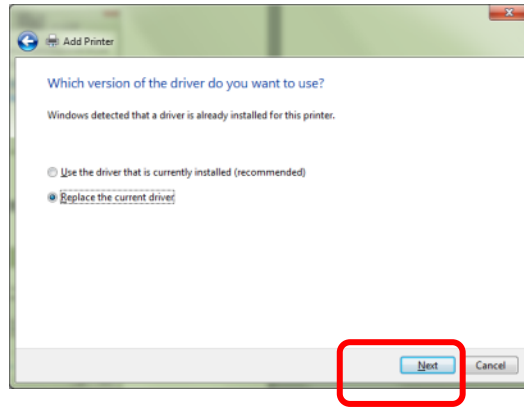 Add Printer
Which version of the driver do you want to use?
Windows detected that a driver is already installed for this printer.
Use the driver that is currently installed (recommended)
Replace the current driver
Next Cancel